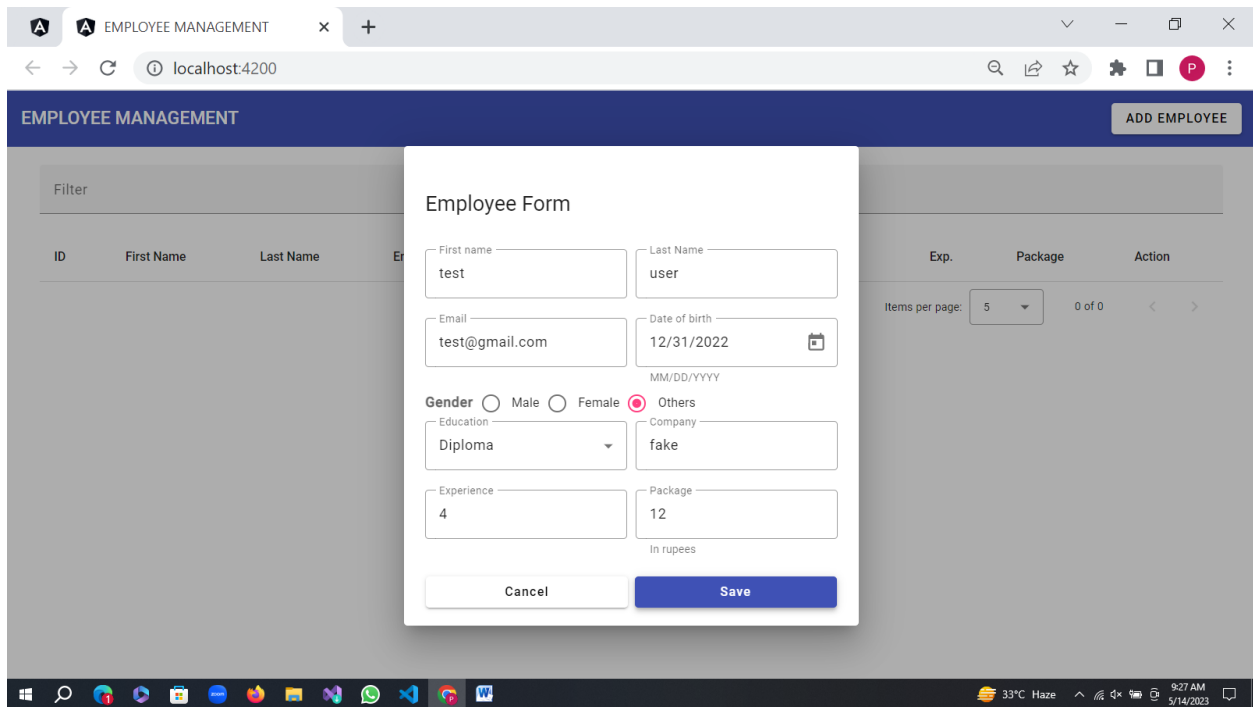 EMPLOYEE MANAGEMENT
localhost:4200
P
EMPLOYEE MANAGEMENT
ADD EMPLOYEE
Filter
ID First Name Last Name Exp. Package Action
Items per page: 5 0 of 0
Employee Form
First name Last Name
test user
Email Date of birth
test@gmail.com 12/31/2022
MM/DD/YYYY
Gender Male Female Others
Education Company
Diploma fake
Experience Package
4 12
In rupees
Cancel Save
33°C Haze
9:27 AM
5/14/2023